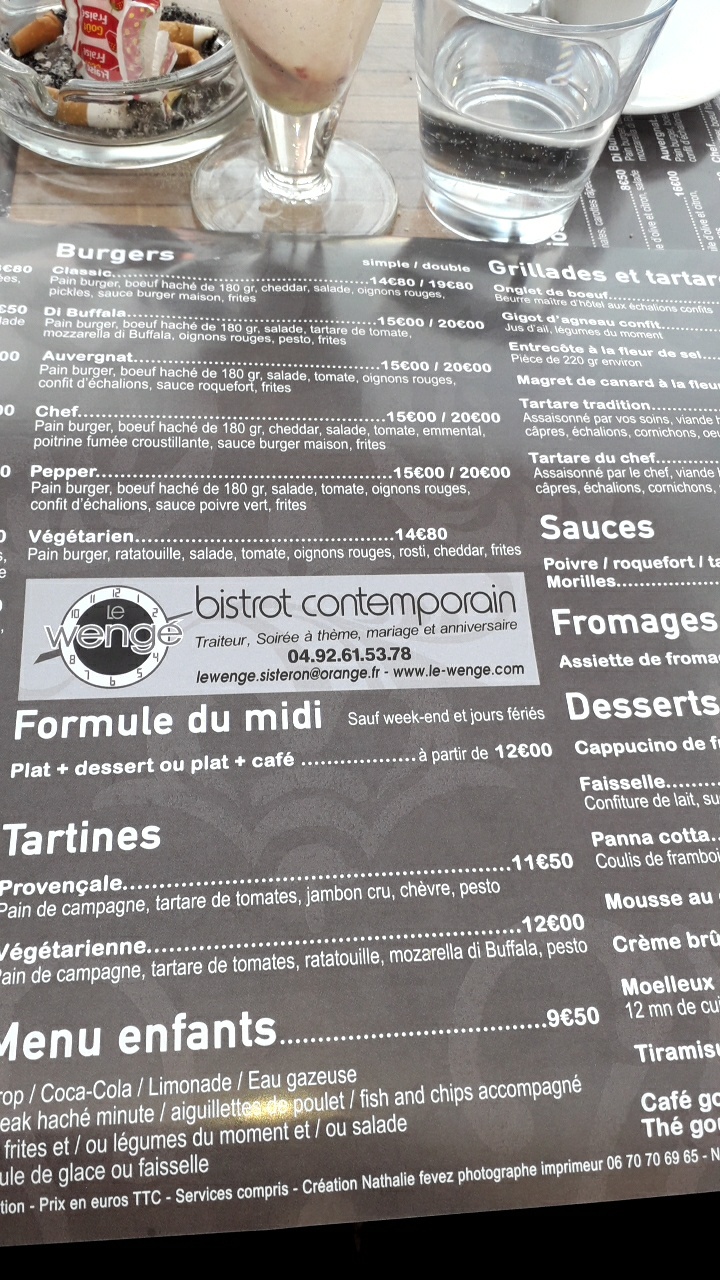 Fraise
Goût
Fraise
Burgers
simple / double
Classic..........14€80 / 19€80
Pain burger, boeuf haché de 180 gr, cheddar, salade, oignons rouges,
pickles, sauce burger maison, frites
Di Buffala..........15€00 / 20€00
Pain burger, boeuf haché de 180 gr, salade, tartare de tomate,
mozzarella di Buffala, oignons rouges, pesto, frites
Auvergnat..........15€00 / 20€00
Pain burger, boeuf haché de 180 gr, salade, tomate, oignons rouges,
confit d'échalions, sauce roquefort, frites
Chef..........15€00 / 20€00
Pain burger, boeuf haché de 180 gr, cheddar, salade, tomate, emmental,
poitrine fumée croustillante, sauce burger maison, frites
Pepper..........15€00 / 20€00
Pain burger, boeuf haché de 180 gr, salade, tomate, oignons rouges,
confit d'échalions, sauce poivre vert, frites
Végétarien..........14€80
Pain burger, ratatouille, salade, tomate, oignons rouges, rosti, cheddar, frites
Le
wengé
bistrot contemporain
Traiteur, Soirée à thème, mariage et anniversaire
04.92.61.53.78
lewenge.sisteron@orange.fr - www.le-wenge.com
Formule du midi Sauf week-end et jours fériés
Plat + dessert ou plat + café ..........à partir de 12€00
Tartines
Provençale..........11€50
Pain de campagne, tartare de tomates, jambon cru, chèvre, pesto
Végétarienne..........12€00
Pain de campagne, tartare de tomates, ratatouille, mozarella di Buffala, pesto
Menu enfants..........9€50
rop / Coca-Cola / Limonade / Eau gazeuse
eak haché minute / aiguillettes de poulet / fish and chips accompagné
frites et / ou légumes du moment et / ou salade
ule de glace ou faisselle
tion - Prix en euros TTC - Services compris - Création Nathalie fevez photographe imprimeur 06 70 70 69 65 - N
Grillades et tartar
Onglet de boeuf..........
Beurre maître d'hôtel aux échalions confits
Gigot d'agneau confit..........
Jus d'ail, légumes du moment
Entrecôte à la fleur de sel...
Pièce de 220 gr environ
Magret de canard à la fleur
Tartare tradition..........
Assaisonné par vos soins, viande h
câpres, échalions, cornichons, oeu
Tartare du chef..........
Assaisonné par le chef, viande
câpres, échalions, cornichons,
Sauces
Poivre / roquefort / ta
Morilles..........
Fromages
Assiette de froma
Desserts
Cappucino de f
Faisselle..........
Confiture de lait, su
Panna cotta..
Coulis de framboi
Mousse au
Crème brû
Moelleux
12 mn de cui
Tiramisu
Café go
Thé gou